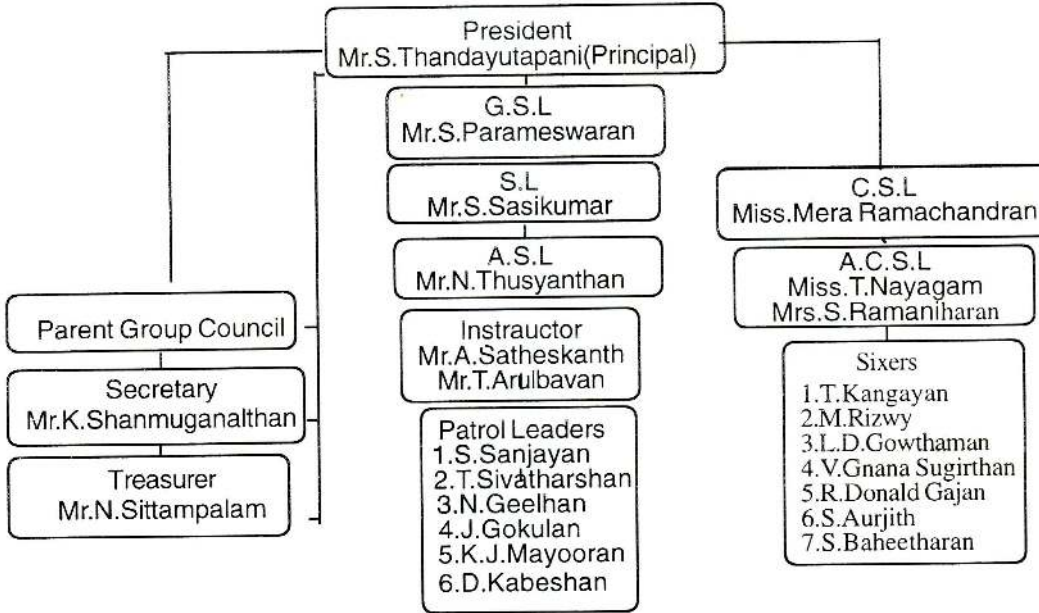 President
Mr.S.Thandayutapani(Principal)
G.S.L
Mr.S.Parameswaran
S.L
Mr.S.Sasikumar
A.S.L
Mr.N.Thusyanthan
Instrauctor
Mr.A.Satheskanth
Mr.T.Arulbavan
Patrol Leaders
1.S.Sanjayan
2.T.Sivatharshan
3.N.Geelhan
4.J.Gokulan
5.K.J.Mayooran
6.D.Kabeshan
Parent Group Council
Secretary
Mr.K.Shanmuganalthan
Treasurer
Mr.N.Sittampalam
C.S.L
Miss.Mera Ramachandran
A.C.S.L
Miss.T.Nayagam
Mrs.S.Ramaniharan
Sixers
1.T.Kangayan
2.M.Rizwy
3.L.D.Gowthaman
4.V.Gnana Sugirthan
5.R.Donald Gajan
6.S.Aurjith
7.S.Baheetharan